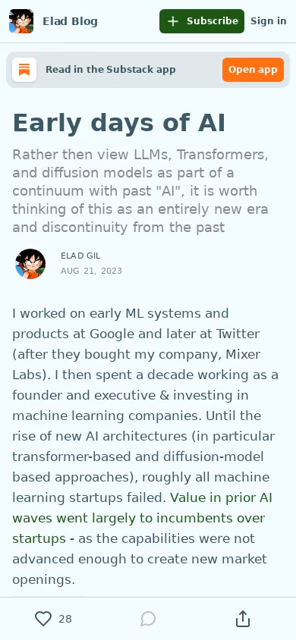 Elad Blog
Subscribe
Sign in
Read in the Substack app
Open app
Early days of AI
Rather then view LLMs, Transformers,
and diffusion models as part of a
continuum with past "AI", it is worth
thinking of this as an entirely new era
and discontinuity from the past
ELAD GIL
AUG 21, 2023
I worked on early ML systems and
products at Google and later at Twitter
(after they bought my company, Mixer
Labs). I then spent a decade working as a
founder and executive & investing in
machine learning companies. Until the
rise of new AI architectures (in particular
transformer-based and diffusion-model
based approaches), roughly all machine
learning startups failed. Value in prior AI
waves went largely to incumbents over
startups - as the capabilities were not
advanced enough to create new market
openings.
28